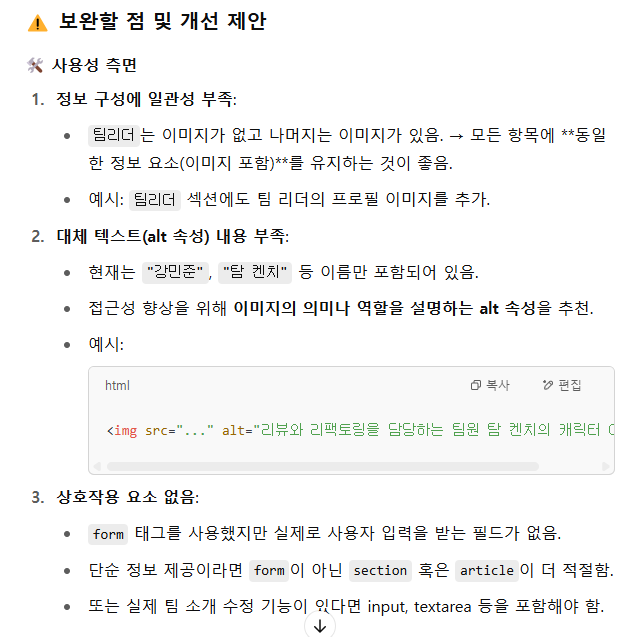 ⚠️ 보완할 점 및 개선 제안
🛠️ 사용성 측면
1. 정보 구성에 일관성 부족:
• 팀리더는 이미지가 없고 나머지는 이미지가 있음. → 모든 항목에 **동일
한 정보 요소(이미지 포함)**를 유지하는 것이 좋음.
• 예시: 팀리더 섹션에도 팀 리더의 프로필 이미지를 추가.
2. 대체 텍스트(alt 속성) 내용 부족:
• 현재는 "강민준", "탐 켄치" 등 이름만 포함되어 있음.
• 접근성 향상을 위해 이미지의 의미나 역할을 설명하는 alt 속성을 추천.
• 예시:
html 복사 편집
<img src="..." alt="리뷰와 리팩토링을 담당하는 팀원 탐 켄치의 캐릭터
3. 상호작용 요소 없음:
• form 태그를 사용했지만 실제로 사용자 입력을 받는 필드가 없음.
• 단순 정보 제공이라면 form이 아닌 section 혹은 article이 더 적절함.
• 또는 실제 팀 소개 수정 기능이 있다면 input, textarea 등을 포함해야 함.